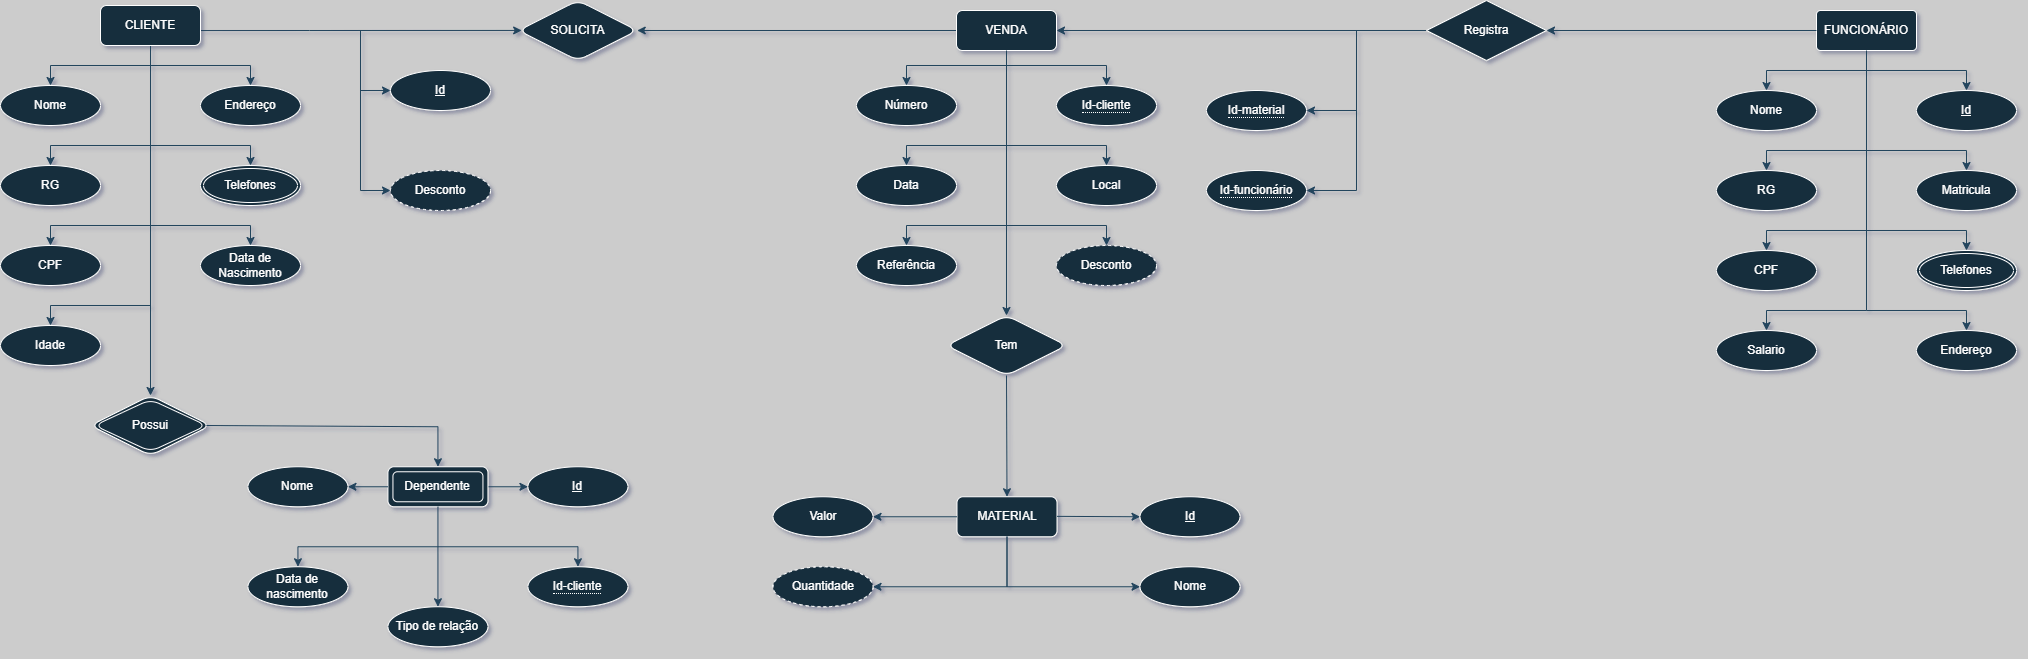 CLIENTE
SOLICITA
VENDA
Registra
FUNCIONÁRIO
Nome
Endereço
Id
RG
Telefones
Desconto
CPF
Data de
Nascimento
Idade
Número
Id-cliente
Data
Local
Referência
Desconto
Id-material
Id-funcionário
Nome
Id
RG
Matricula
CPF
Telefones
Salario
Endereço
Tem
Possui
Nome
Dependente
Id
Data de
nascimento
Id-cliente
Tipo de relação
Valor
MATERIAL
Id
Quantidade
Nome